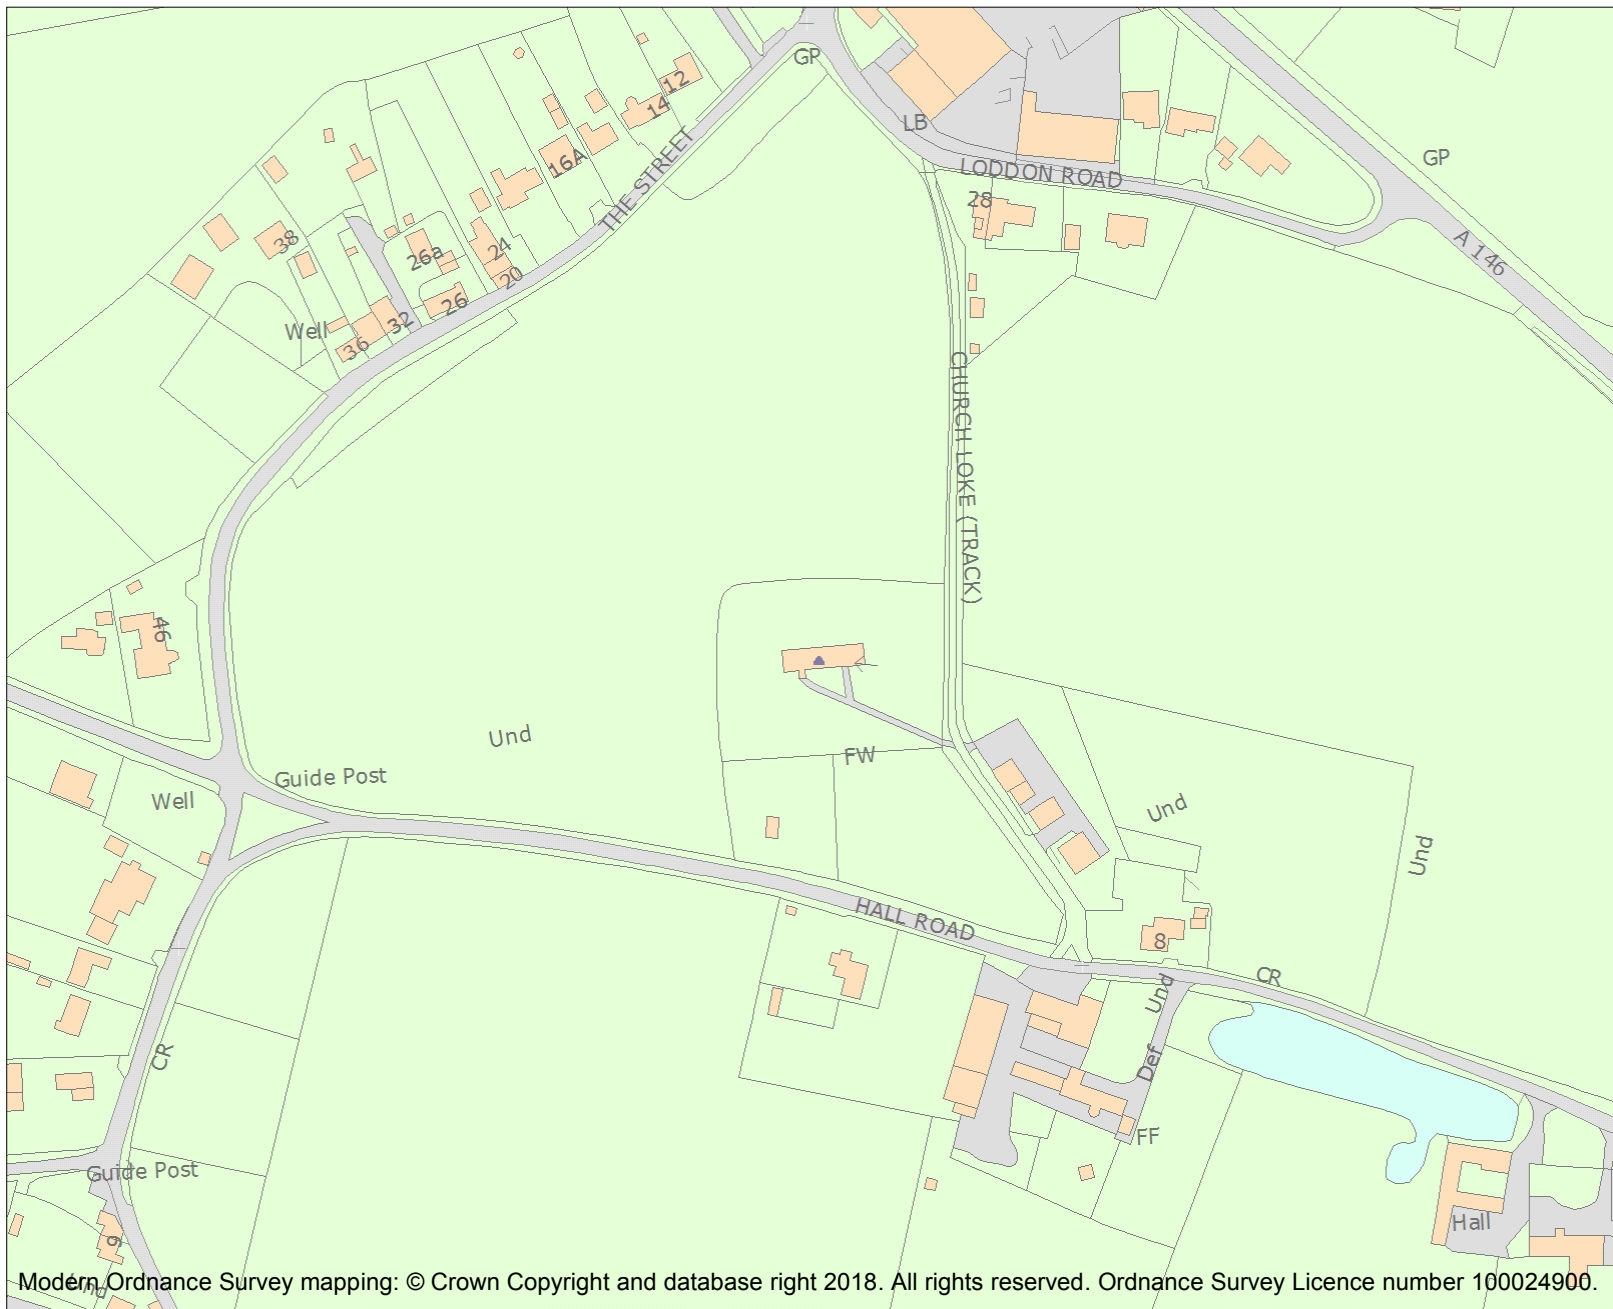 GP
12
14
LB
16A
THE STREET
LODDON ROAD
GP
28
38
26a
24
20
A 146
26
Well
32
36
CHURCH LOKE (TRACK)
46
Und
FW
Guide Post
Well
Und
Und
HALL ROAD
8
CR
Und
CR
Def
FF
Guide Post
9
Hall
Und
Modern Ordnance Survey mapping: © Crown Copyright and database right 2018. All rights reserved. Ordnance Survey Licence number 100024900.